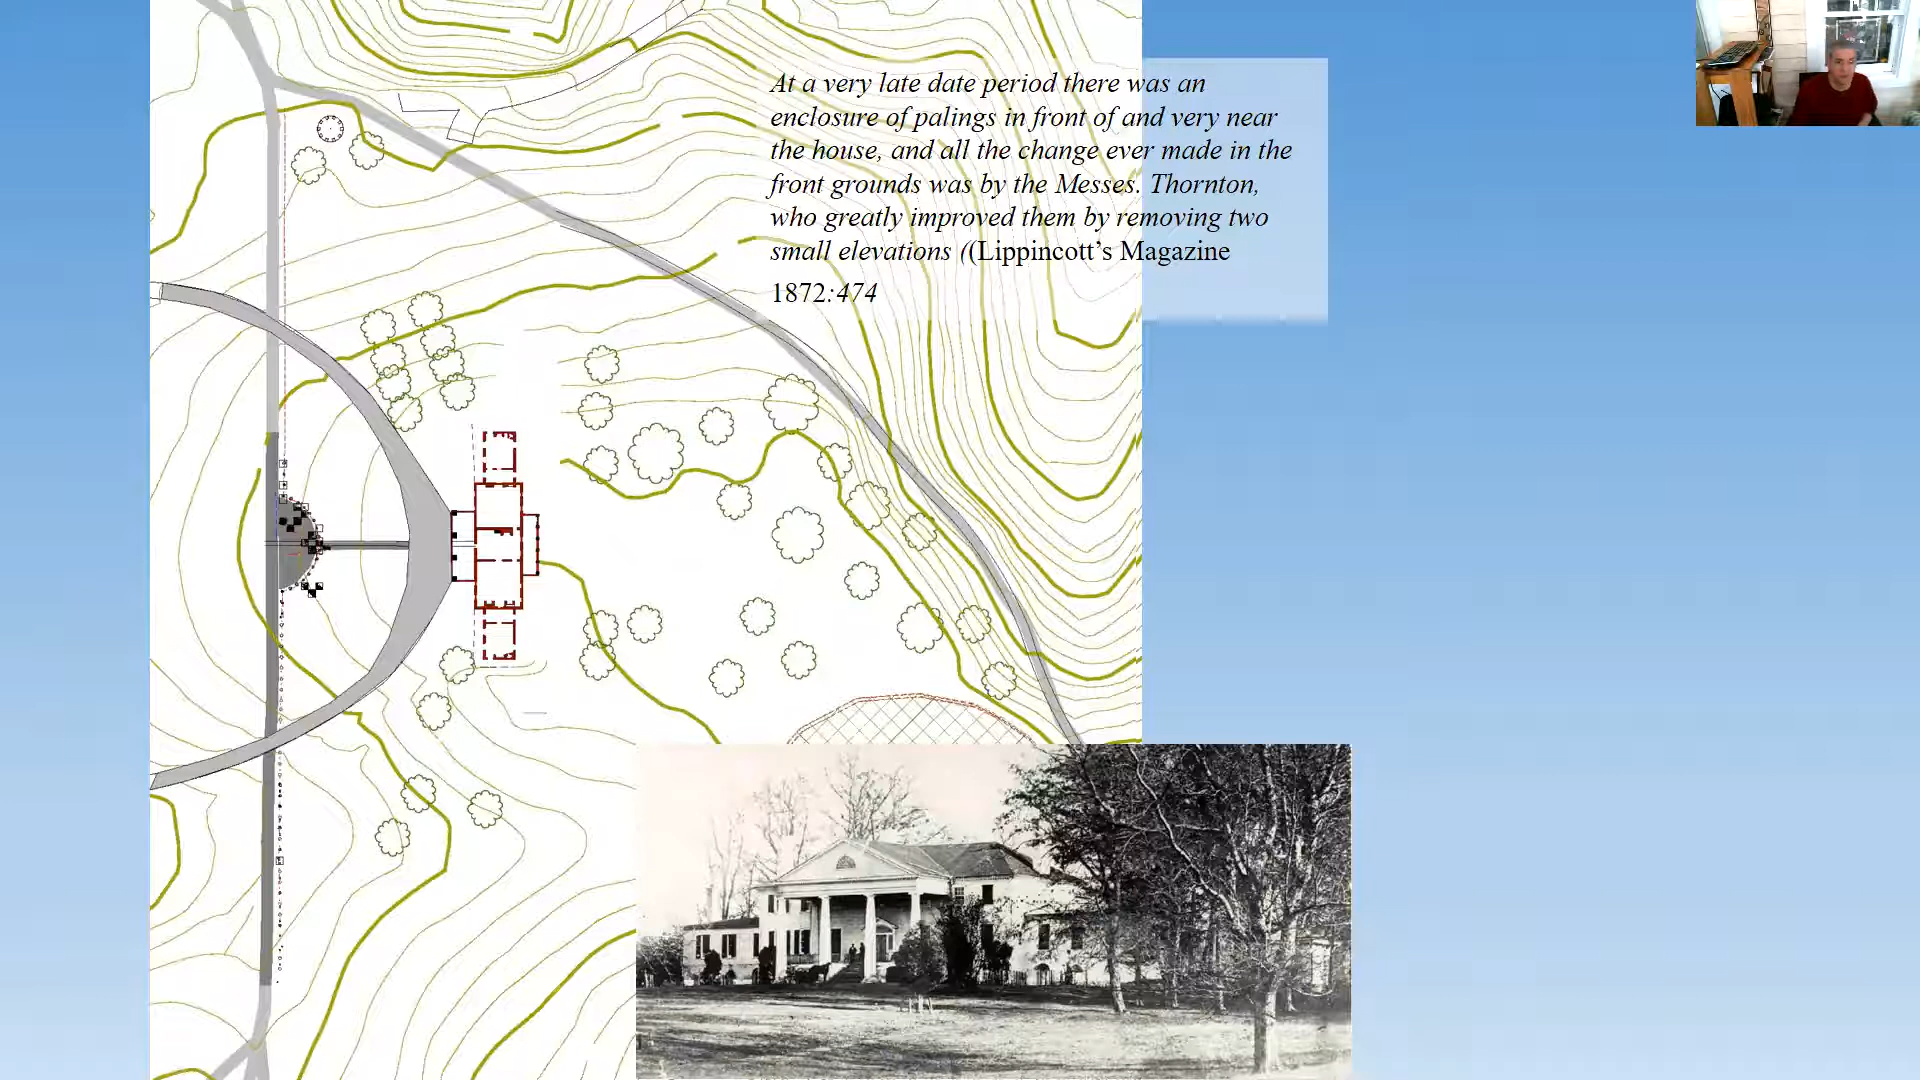 At a very late date period there was an
enclosure of palings in front of and very near
the house, and all the change ever made in the
front grounds was by the Messes. Thornton,
who greatly improved them by removing two
small elevations ((Lippincott’s Magazine
1872:474